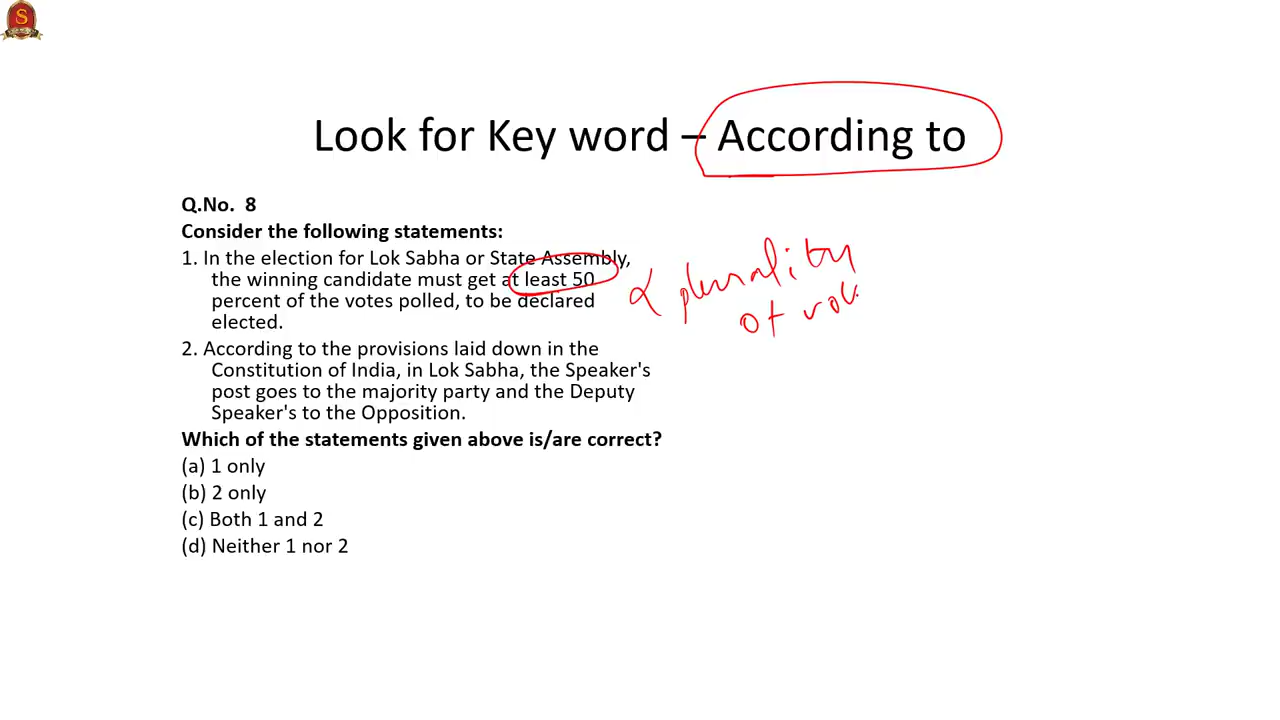 S
Look for Key word – According to
Q.No. 8
Consider the following statements:
1. In the election for Lok Sabha or State Assembly,
the winning candidate must get at least 50
percent of the votes polled, to be declared
elected.
plurality
of vot
2. According to the provisions laid down in the
Constitution of India, in Lok Sabha, the Speaker's
post goes to the majority party and the Deputy
Speaker's to the Opposition.
Which of the statements given above is/are correct?
(a) 1 only
(b) 2 only
(c) Both 1 and 2
(d) Neither 1 nor 2